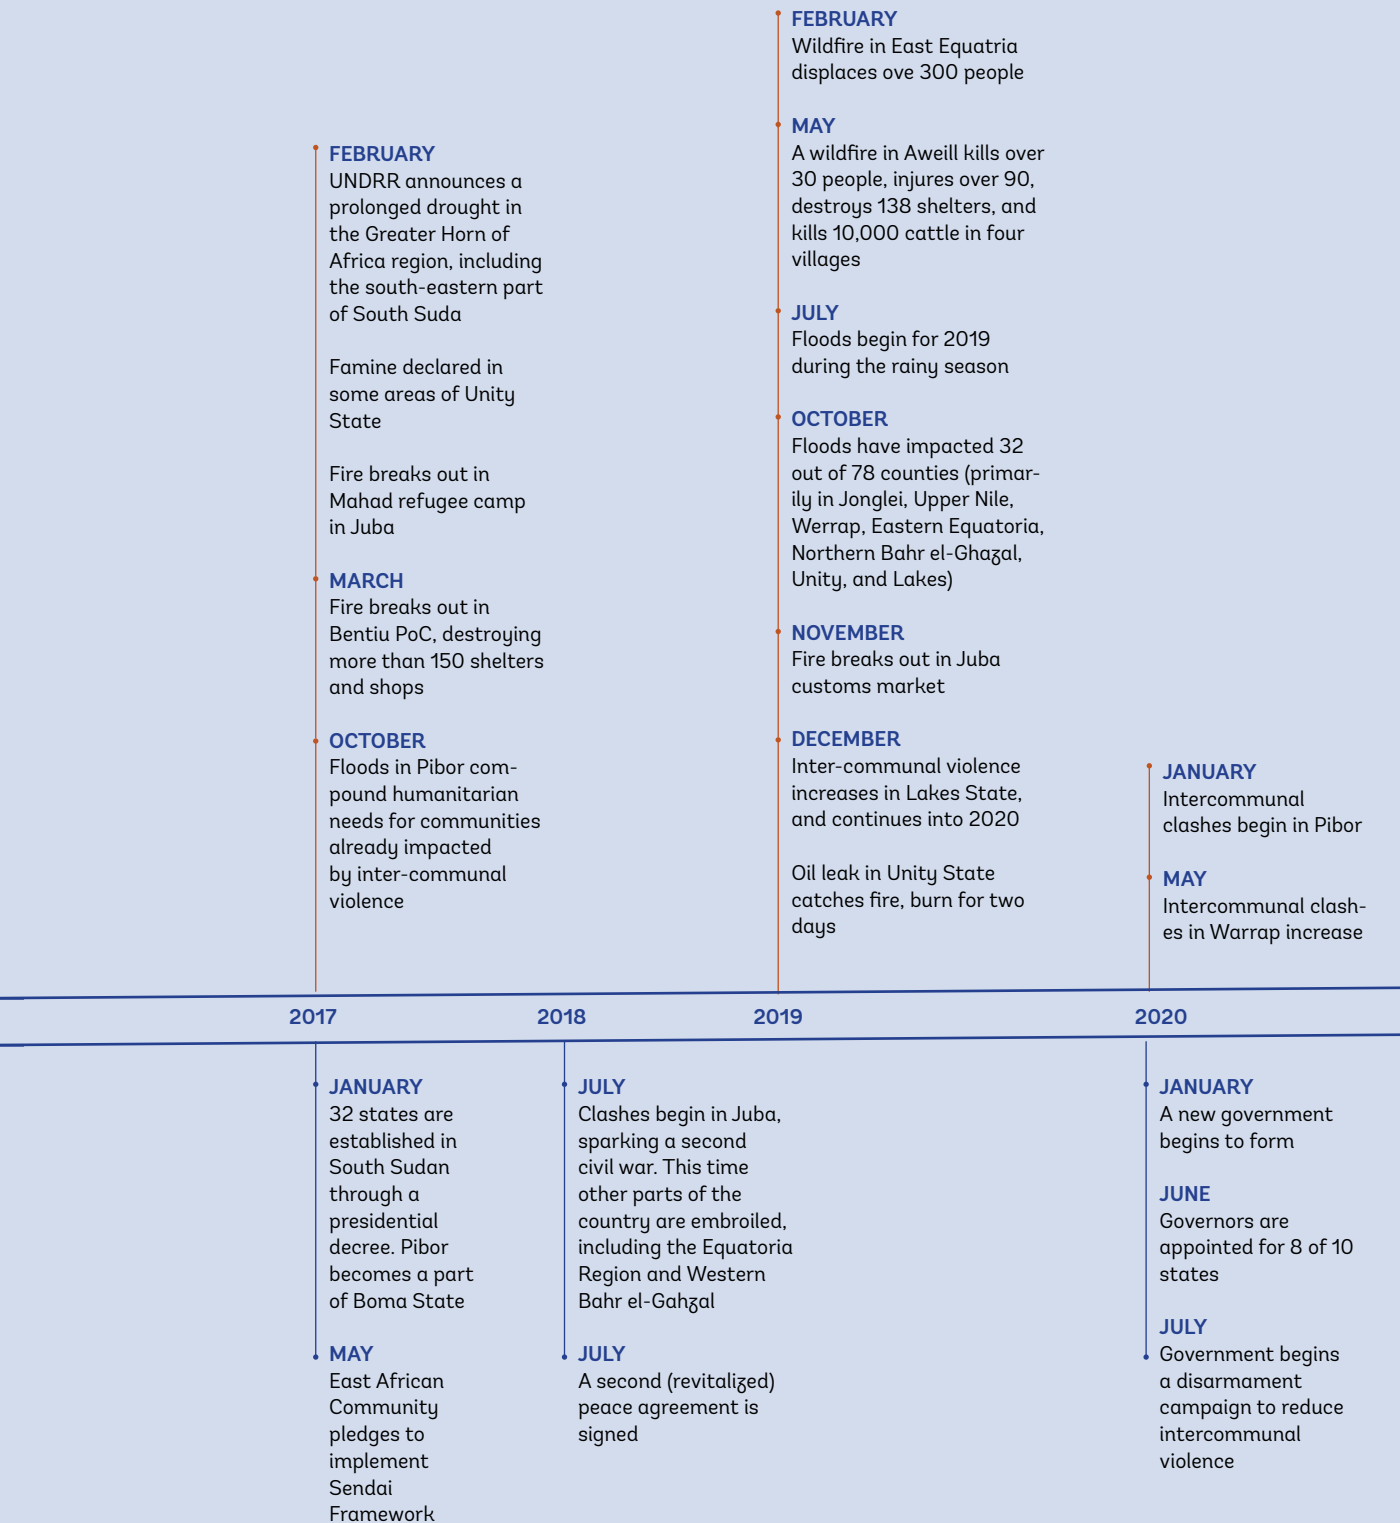 FEBRUARY
UNDRR announces a
prolonged drought in
the Greater Horn of
Africa region, including
the south-eastern part
of South Suda
Famine declared in
some areas of Unity
State
Fire breaks out in
Mahad refugee camp
in Juba
MARCH
Fire breaks out in
Bentiu PoC, destroying
more than 150 shelters
and shops
OCTOBER
Floods in Pibor com-
pound humanitarian
needs for communities
already impacted
by inter-communal
violence
FEBRUARY
Wildfire in East Equatria
displaces ove 300 people
MAY
A wildfire in Aweill kills over
30 people, injures over 90,
destroys 138 shelters, and
kills 10,000 cattle in four
villages
JULY
Floods begin for 2019
during the rainy season
OCTOBER
Floods have impacted 32
out of 78 counties (primar-
ily in Jonglei, Upper Nile,
Werrap, Eastern Equatoria,
Northern Bahr el-Ghazal,
Unity, and Lakes)
NOVEMBER
Fire breaks out in Juba
customs market
DECEMBER
Inter-communal violence
increases in Lakes State,
and continues into 2020
Oil leak in Unity State
catches fire, burn for two
days
JANUARY
Intercommunal
clashes begin in Pibor
MAY
Intercommunal clash-
es in Warrap increase
2017
2018
2019
2020
JANUARY
32 states are
established in
South Sudan
through a
presidential
decree. Pibor
becomes a part
of Boma State
MAY
East African
Community
pledges to
implement
Sendai
Framework
JULY
Clashes begin in Juba,
sparking a second
civil war. This time
other parts of the
country are embroiled,
including the Equatoria
Region and Western
Bahr el-Gahzal
JULY
A second (revitalized)
peace agreement is
signed
JANUARY
A new government
begins to form
JUNE
Governors are
appointed for 8 of 10
states
JULY
Government begins
a disarmament
campaign to reduce
intercommunal
violence